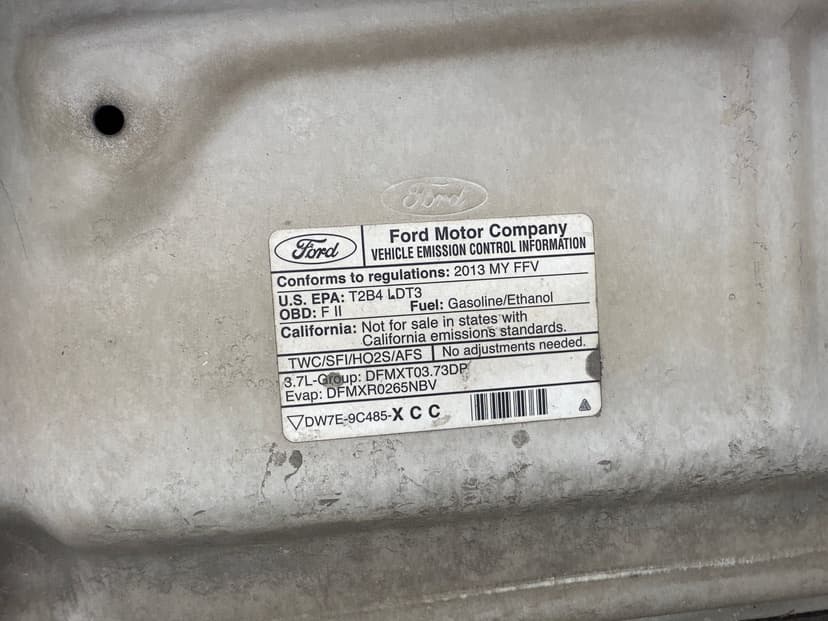 Ford
Ford
Ford Motor Company
VEHICLE EMISSION CONTROL INFORMATION
Conforms to regulations: 2013 MY FFV
U.S. EPA: T2B4 LDT3
OBD: F II
Fuel: Gasoline/Ethanol
California: Not for sale in states with
California emissions standards.
TWC/SFI/HO2S/AFS
No adjustments needed.
3.7L-Group: DFMXT03.73DP
Evap: DFMXR0265NBV
DW7E-9C485-X C C